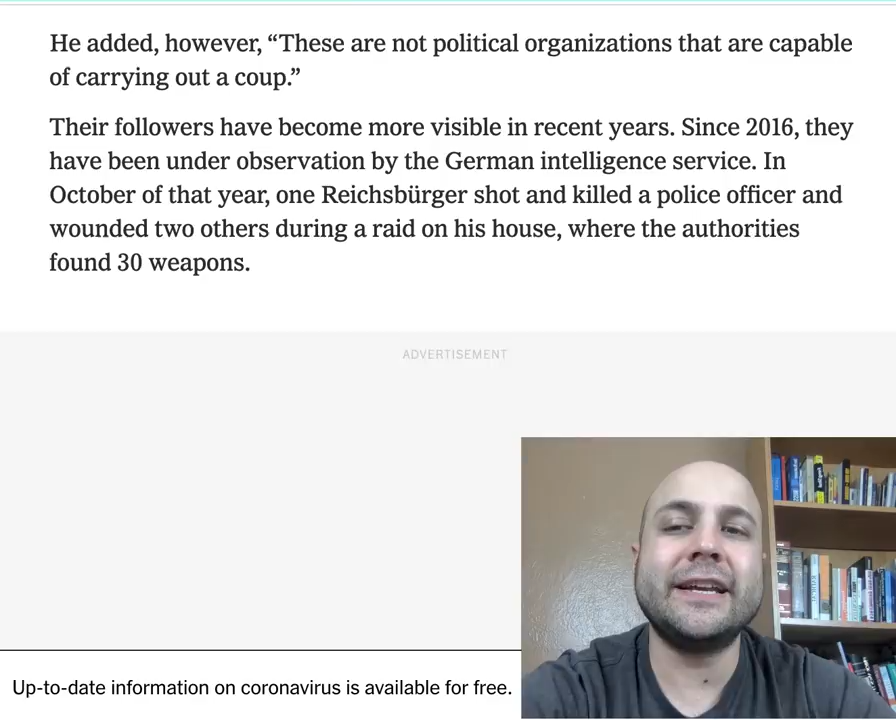 He added, however, “These are not political organizations that are capable
of carrying out a coup.”
Their followers have become more visible in recent years. Since 2016, they
have been under observation by the German intelligence service. In
October of that year, one Reichsbürger shot and killed a police officer and
wounded two others during a raid on his house, where the authorities
found 30 weapons.
ADVERTISEMENT
Up-to-date information on coronavirus is available for free.